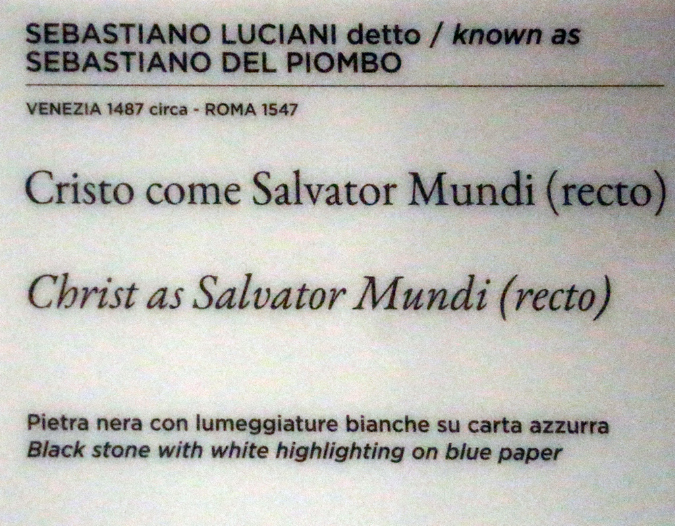 SEBASTIANO LUCIANI detto / known as
SEBASTIANO DEL PIOMBO
VENEZIA 1487 circa - ROMA 1547
Cristo come Salvator Mundi (recto)
Christ as Salvator Mundi (recto)
Pietra nera con lumeggiature bianche su carta azzurra
Black stone with white highlighting on blue paper